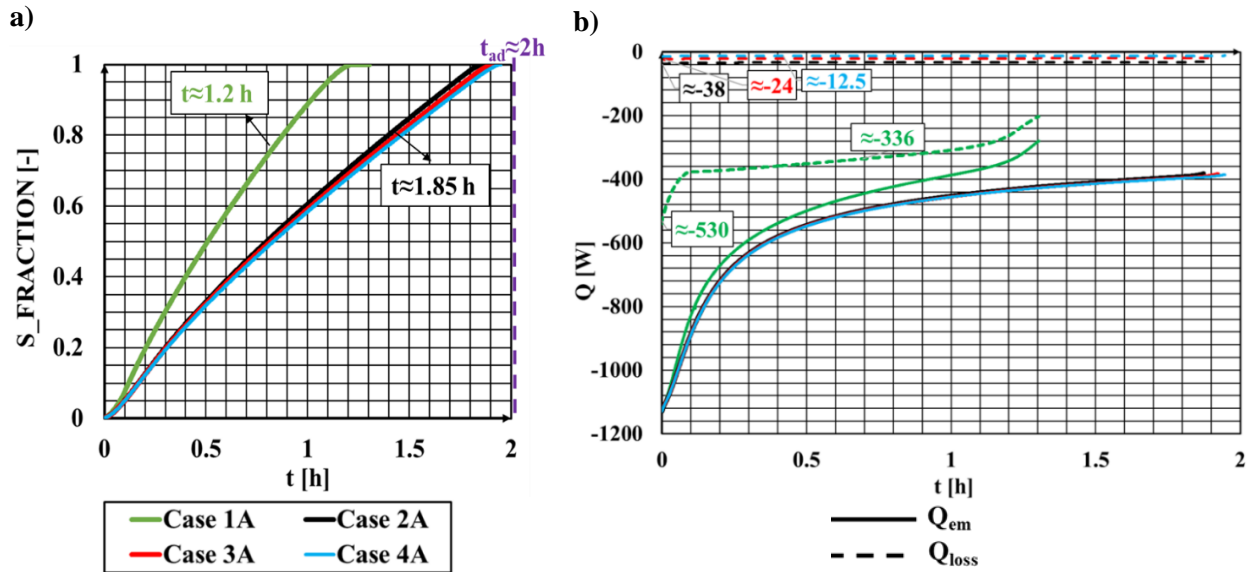 a)
t_ad≈2h
S_FRACTION [-]
1
0.8
0.6
0.4
0.2
0
t≈1.2 h
t≈1.85 h
0 0.5 1 1.5 2
t [h]
Case 1A Case 2A
Case 3A Case 4A
b)
Q [W]
0
-200
-400
-600
-800
-1000
-1200
≈-38 ≈-24 ≈-12.5
≈-336
≈-530
0 0.5 1 1.5 2
t [h]
Q_em
Q_loss